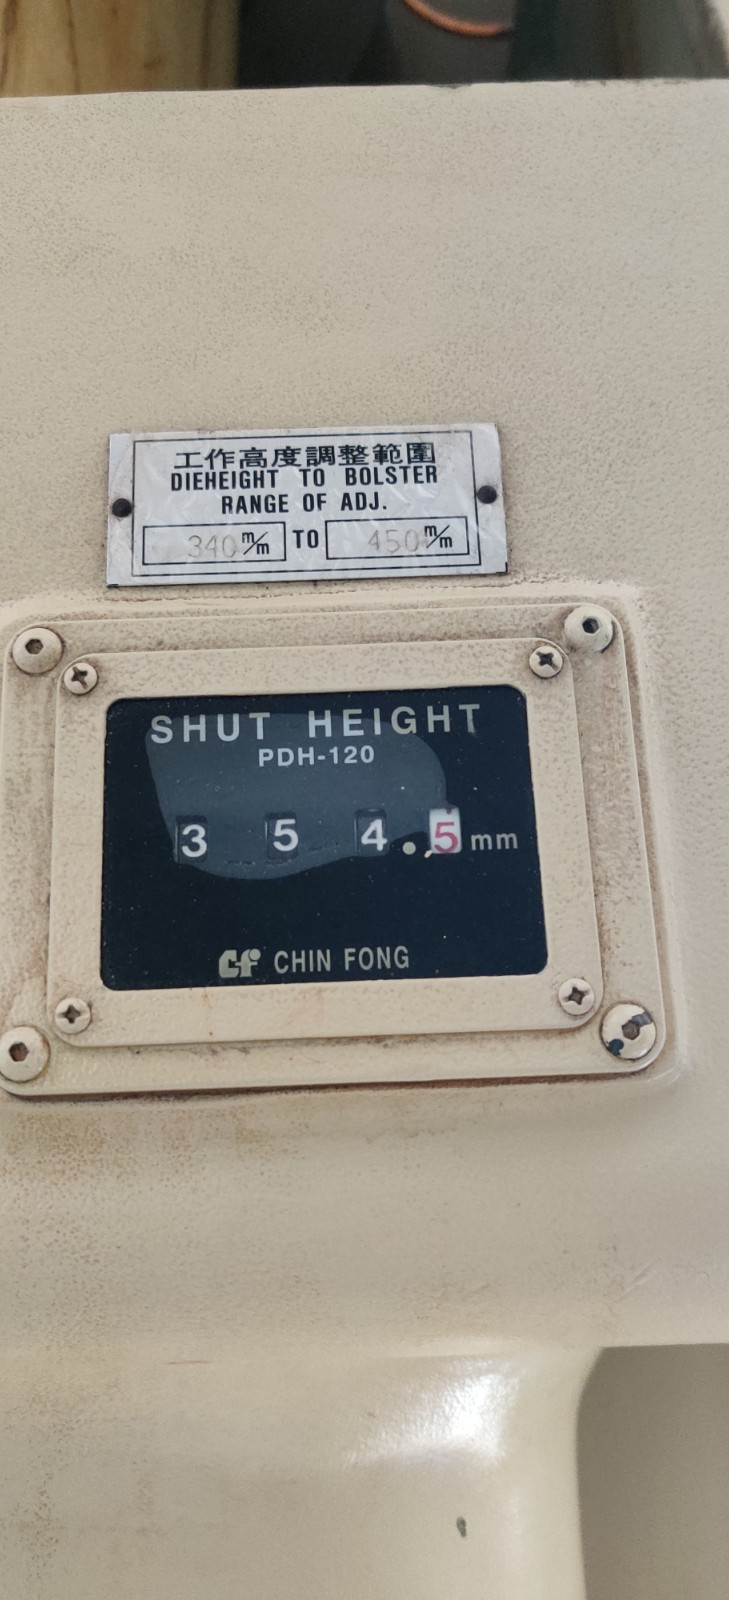 工作高度調整範圍
DIEHEIGHT TO BOLSTER
RANGE OF ADJ.
340 m/m TO 450 m/m
SHUT HEIGHT
PDH-120
3 5 4 . 5 mm
CF CHIN FONG